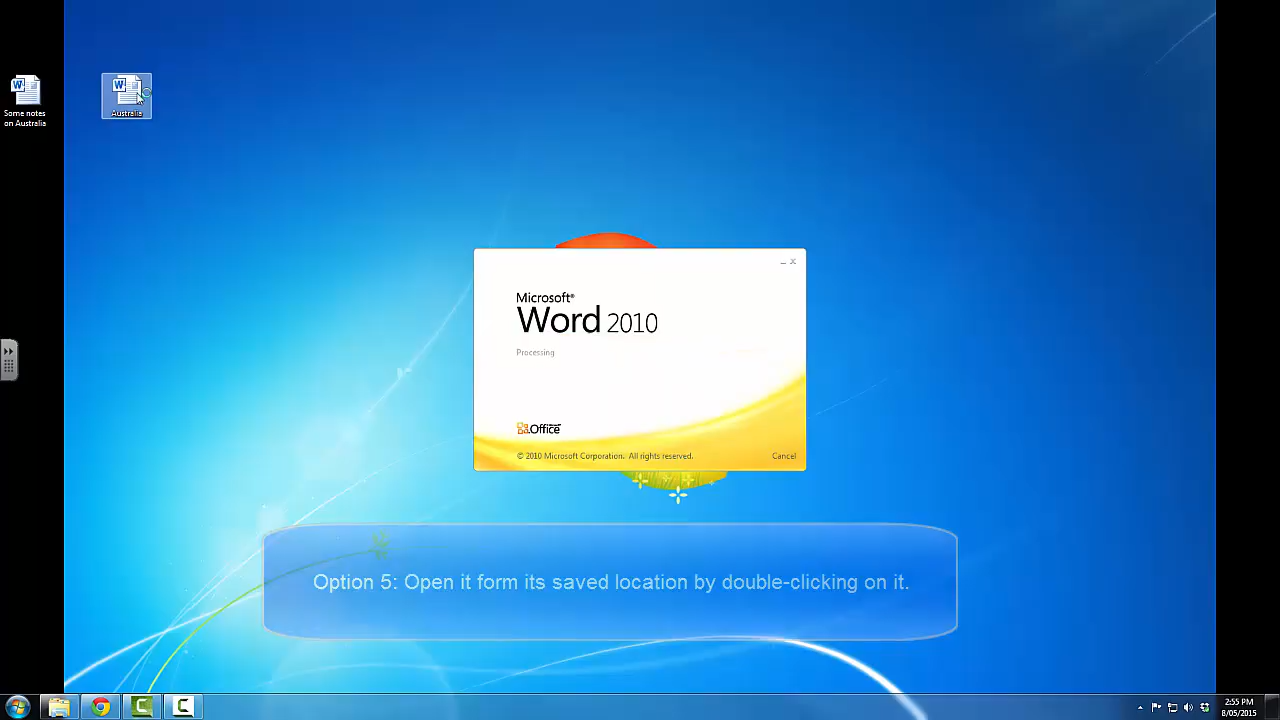 Some notes
on Australia
Australia
Microsoft®
Word 2010
Processing
Microsoft
Office
© 2010 Microsoft Corporation. All rights reserved.
Cancel
Option 5: Open it form its saved location by double-clicking on it.
2:55 PM
8/05/2015